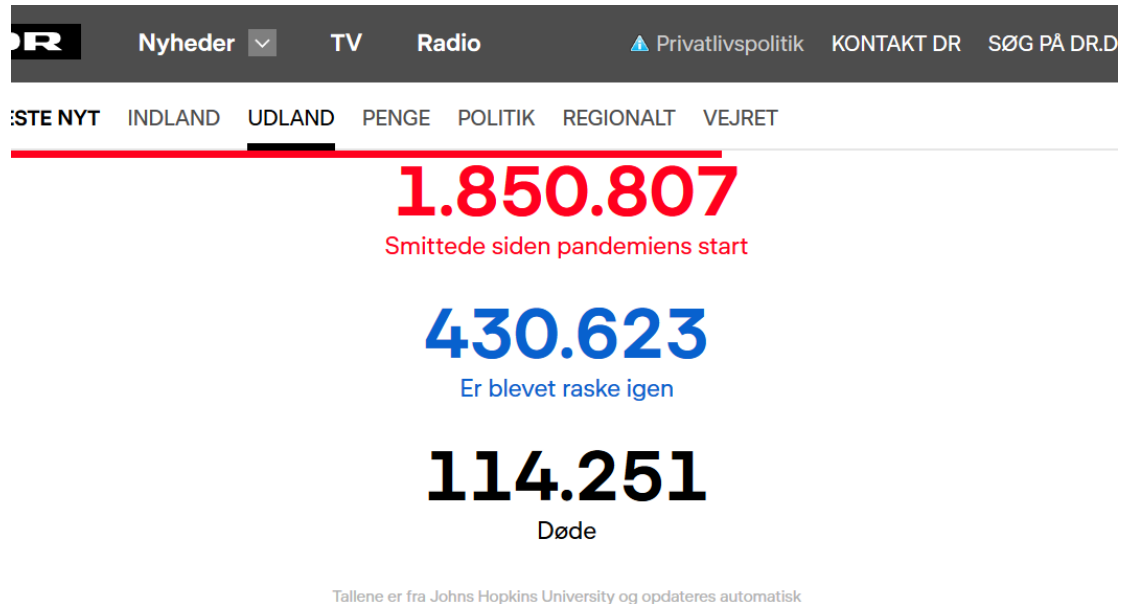 DR Nyheder TV Radio Privatlivspolitik KONTAKT DR SØG PÅ DR.D
ESTE NYT INDLAND UDLAND PENGE POLITIK REGIONALT VEJRET
1.850.807
Smittede siden pandemiens start
430.623
Er blevet raske igen
114.251
Døde
Tallene er fra Johns Hopkins University og opdateres automatisk